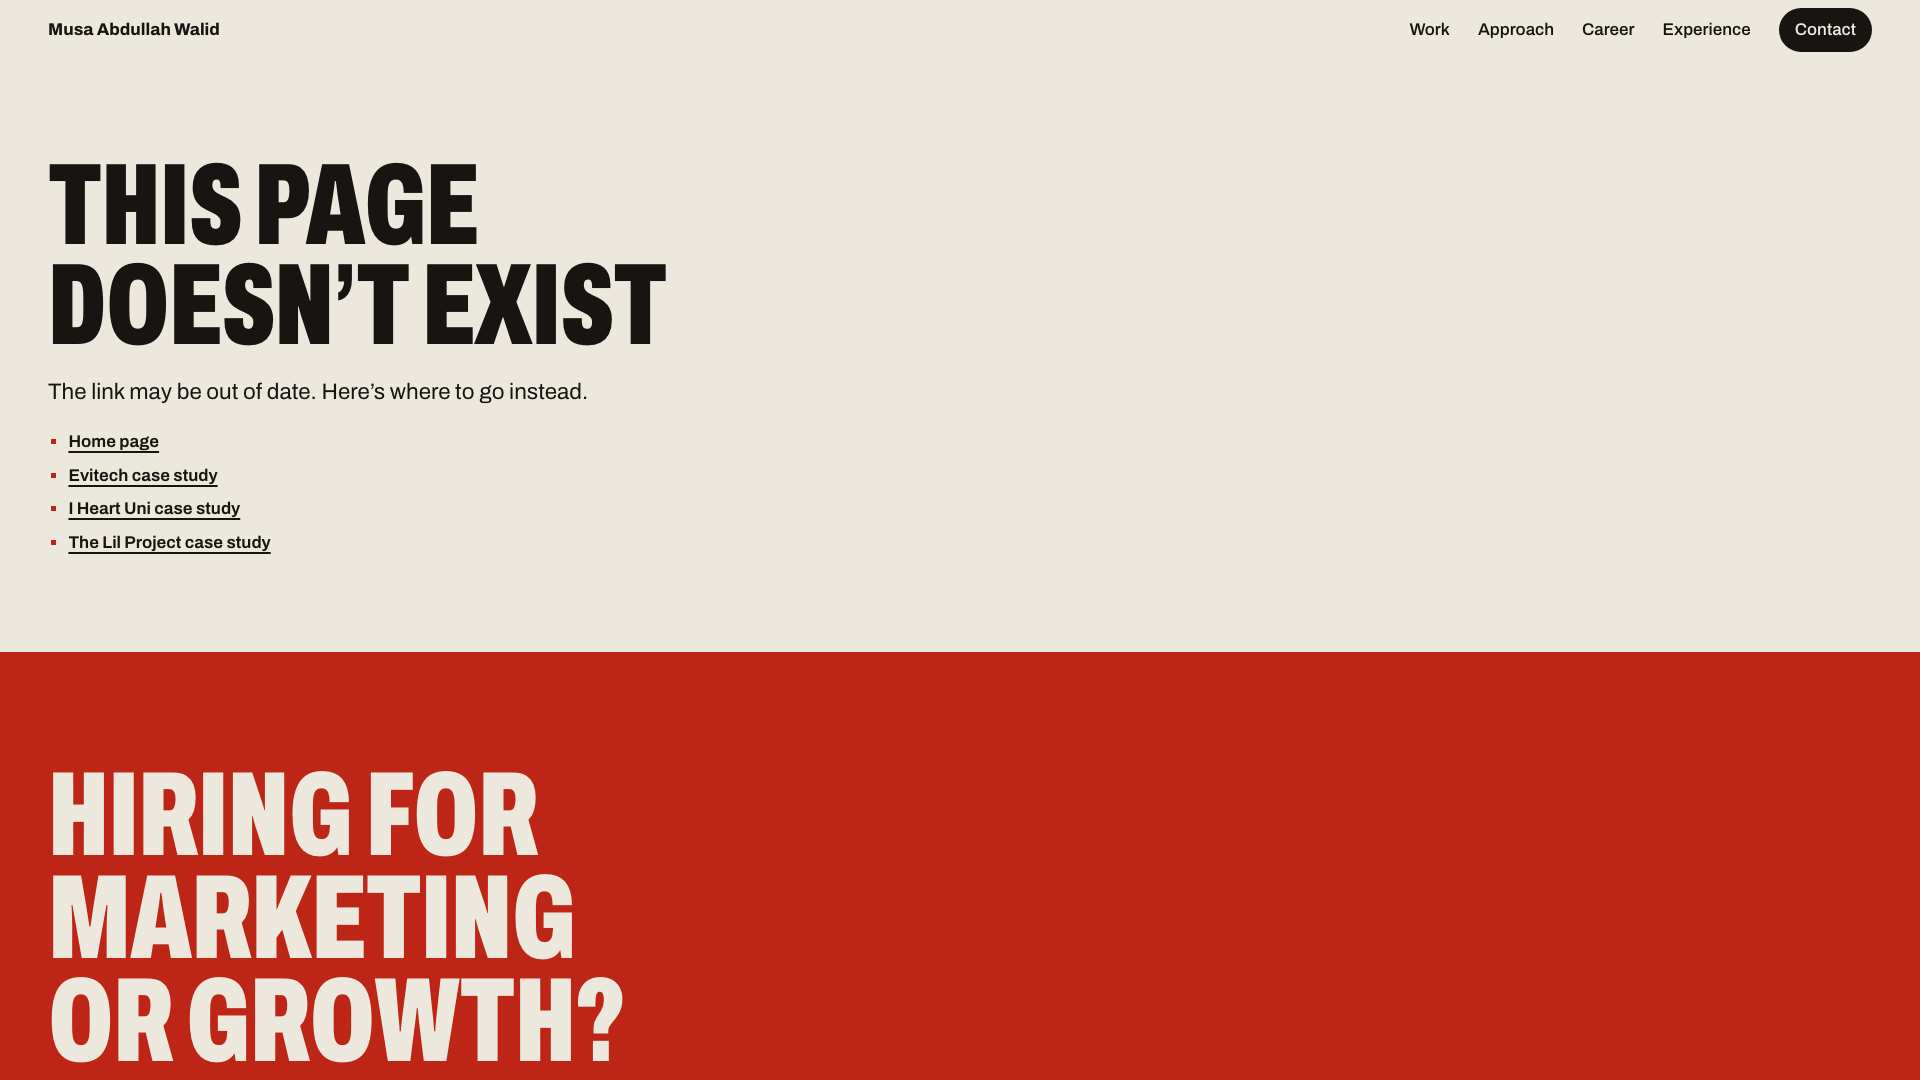 Musa Abdullah Walid
Work
Approach
Career
Experience
Contact
THIS PAGE
DOESN’T EXIST
The link may be out of date. Here’s where to go instead.
Home page
Evitech case study
I Heart Uni case study
The Lil Project case study
HIRING FOR
MARKETING
OR GROWTH?